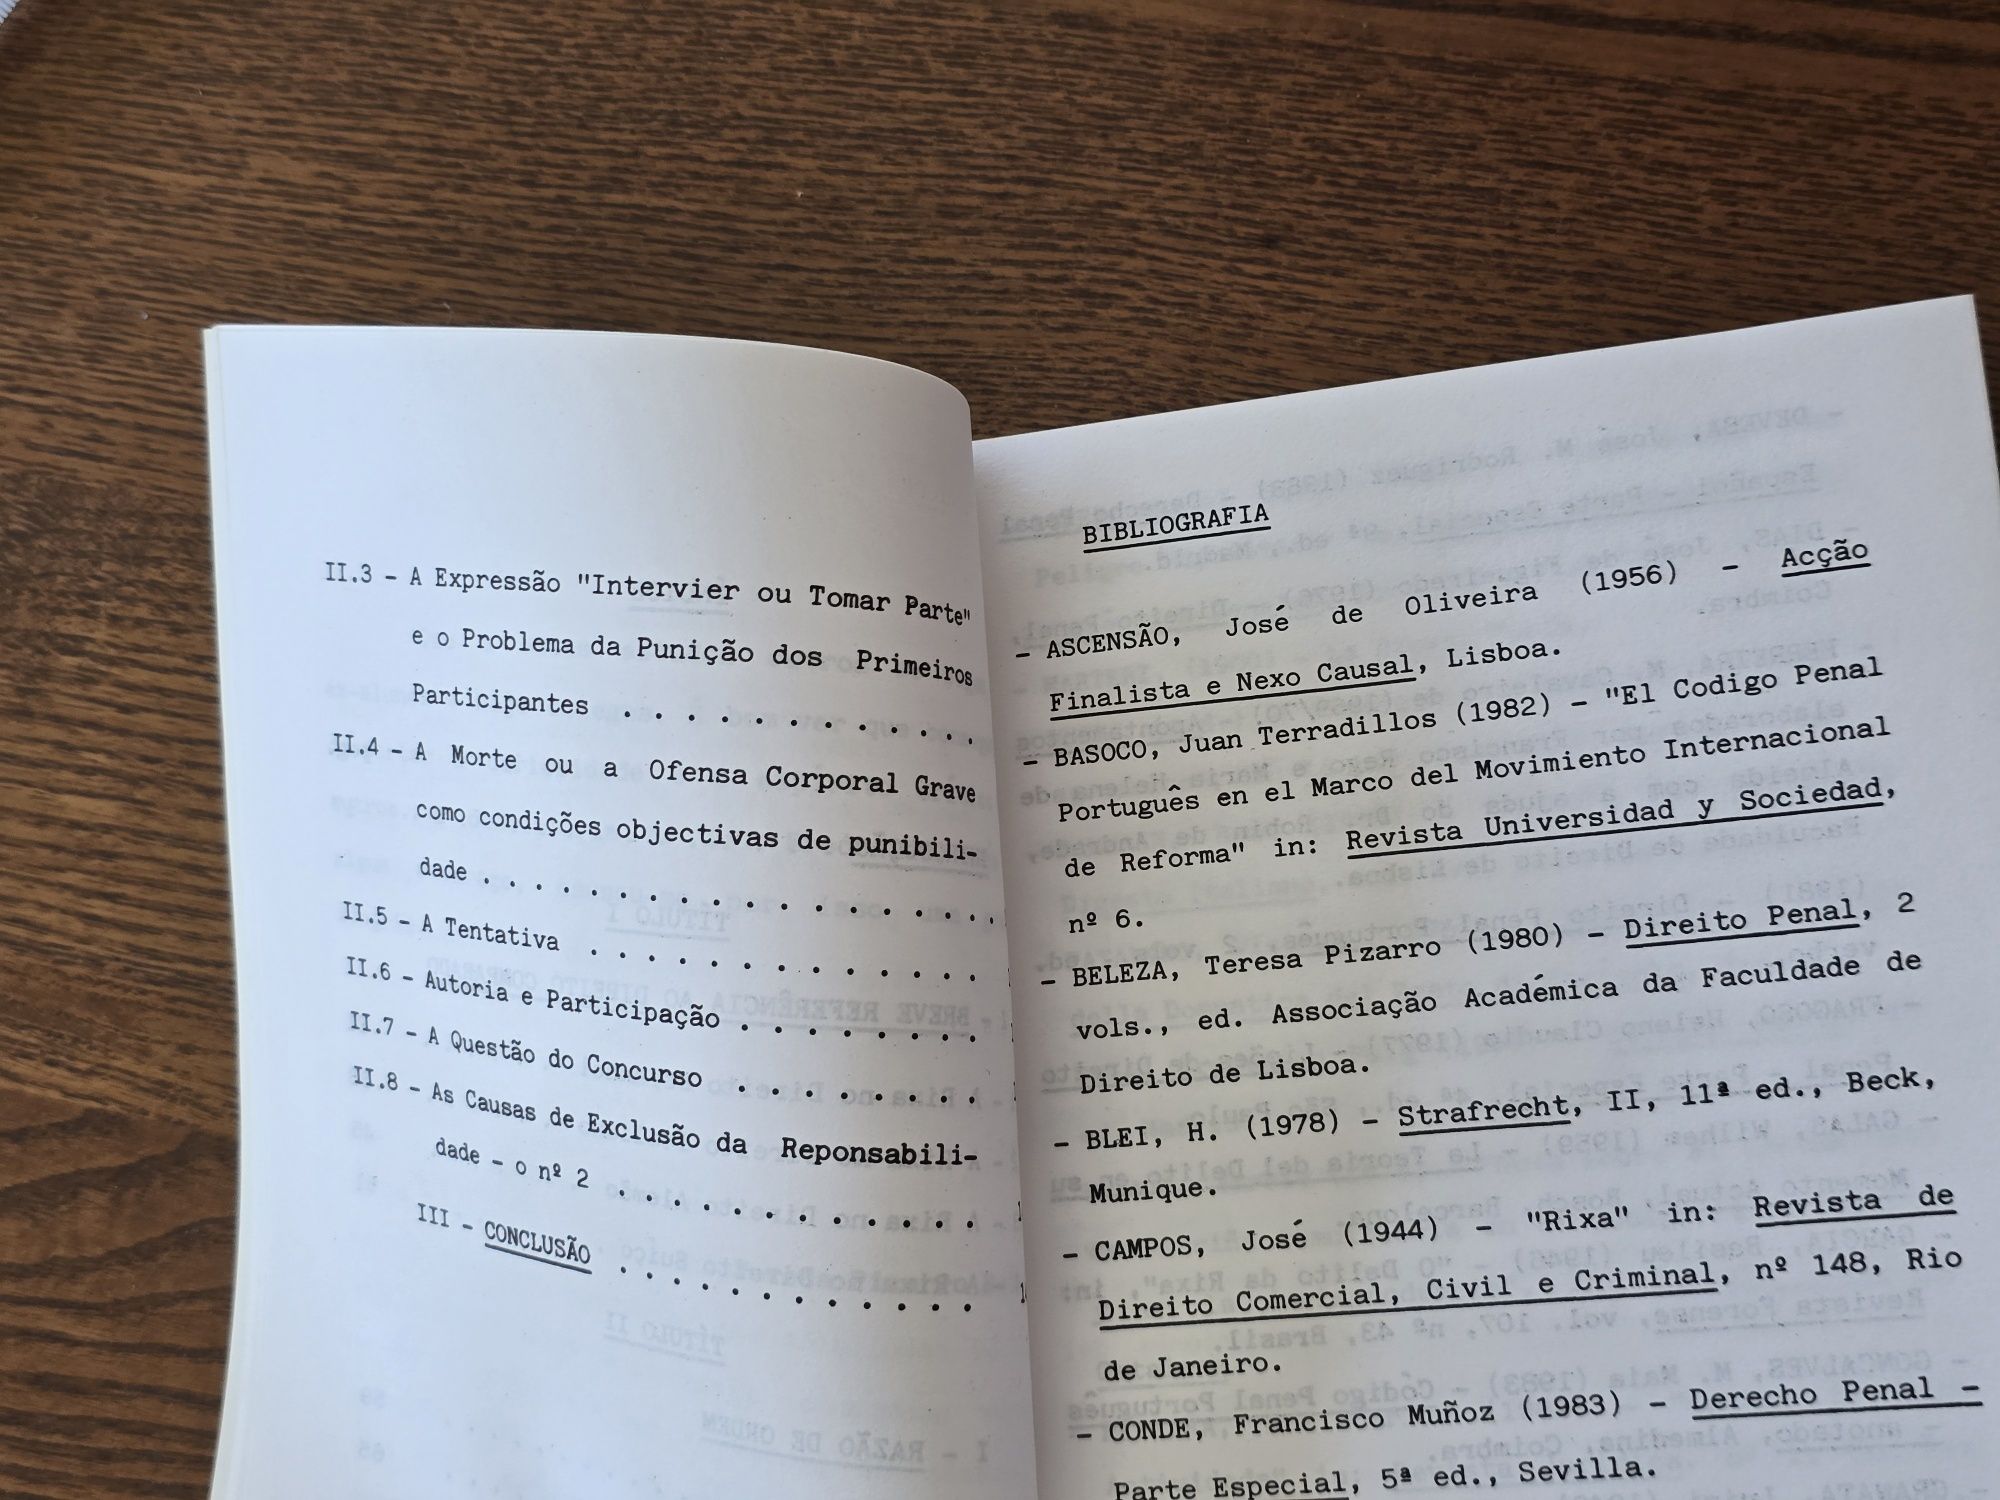 II.3 - A Expressão "Intervier ou Tomar Parte"
e o Problema da Punição dos Primeiros
Participantes . . . . . . . . . . .
II.4 - A Morte ou a Ofensa Corporal Grave
como condições objectivas de punibili-
dade . . . . . . . . . . . . . . . . . .
II.5 - A Tentativa . . . . . . . . . . . . .
II.6 - Autoria e Participação . . . . . . . .
II.7 - A Questão do Concurso . . . . . . . .
II.8 - As Causas de Exclusão da Reponsabili-
dade - o nº 2 . . . . . . . . . . . . .
III - CONCLUSÃO . . . . . . . . . . . .
BIBLIOGRAFIA
- ASCENSÃO, José de Oliveira (1956) - Acção
Finalista e Nexo Causal, Lisboa.
- BASOCO, Juan Terradillos (1982) - "El Codigo Penal
Português en el Marco del Movimiento Internacional
de Reforma" in: Revista Universidad y Sociedad,
nº 6.
- BELEZA, Teresa Pizarro (1980) - Direito Penal, 2
vols., ed. Associação Académica da Faculdade de
Direito de Lisboa.
- BLEI, H. (1978) - Strafrecht, II, 11ª ed., Beck,
Munique.
- CAMPOS, José (1944) - "Rixa" in: Revista de
Direito Comercial, Civil e Criminal, nº 148, Rio
de Janeiro.
- CONDE, Francisco Muñoz (1983) - Derecho Penal -
Parte Especial, 5ª ed., Sevilla.